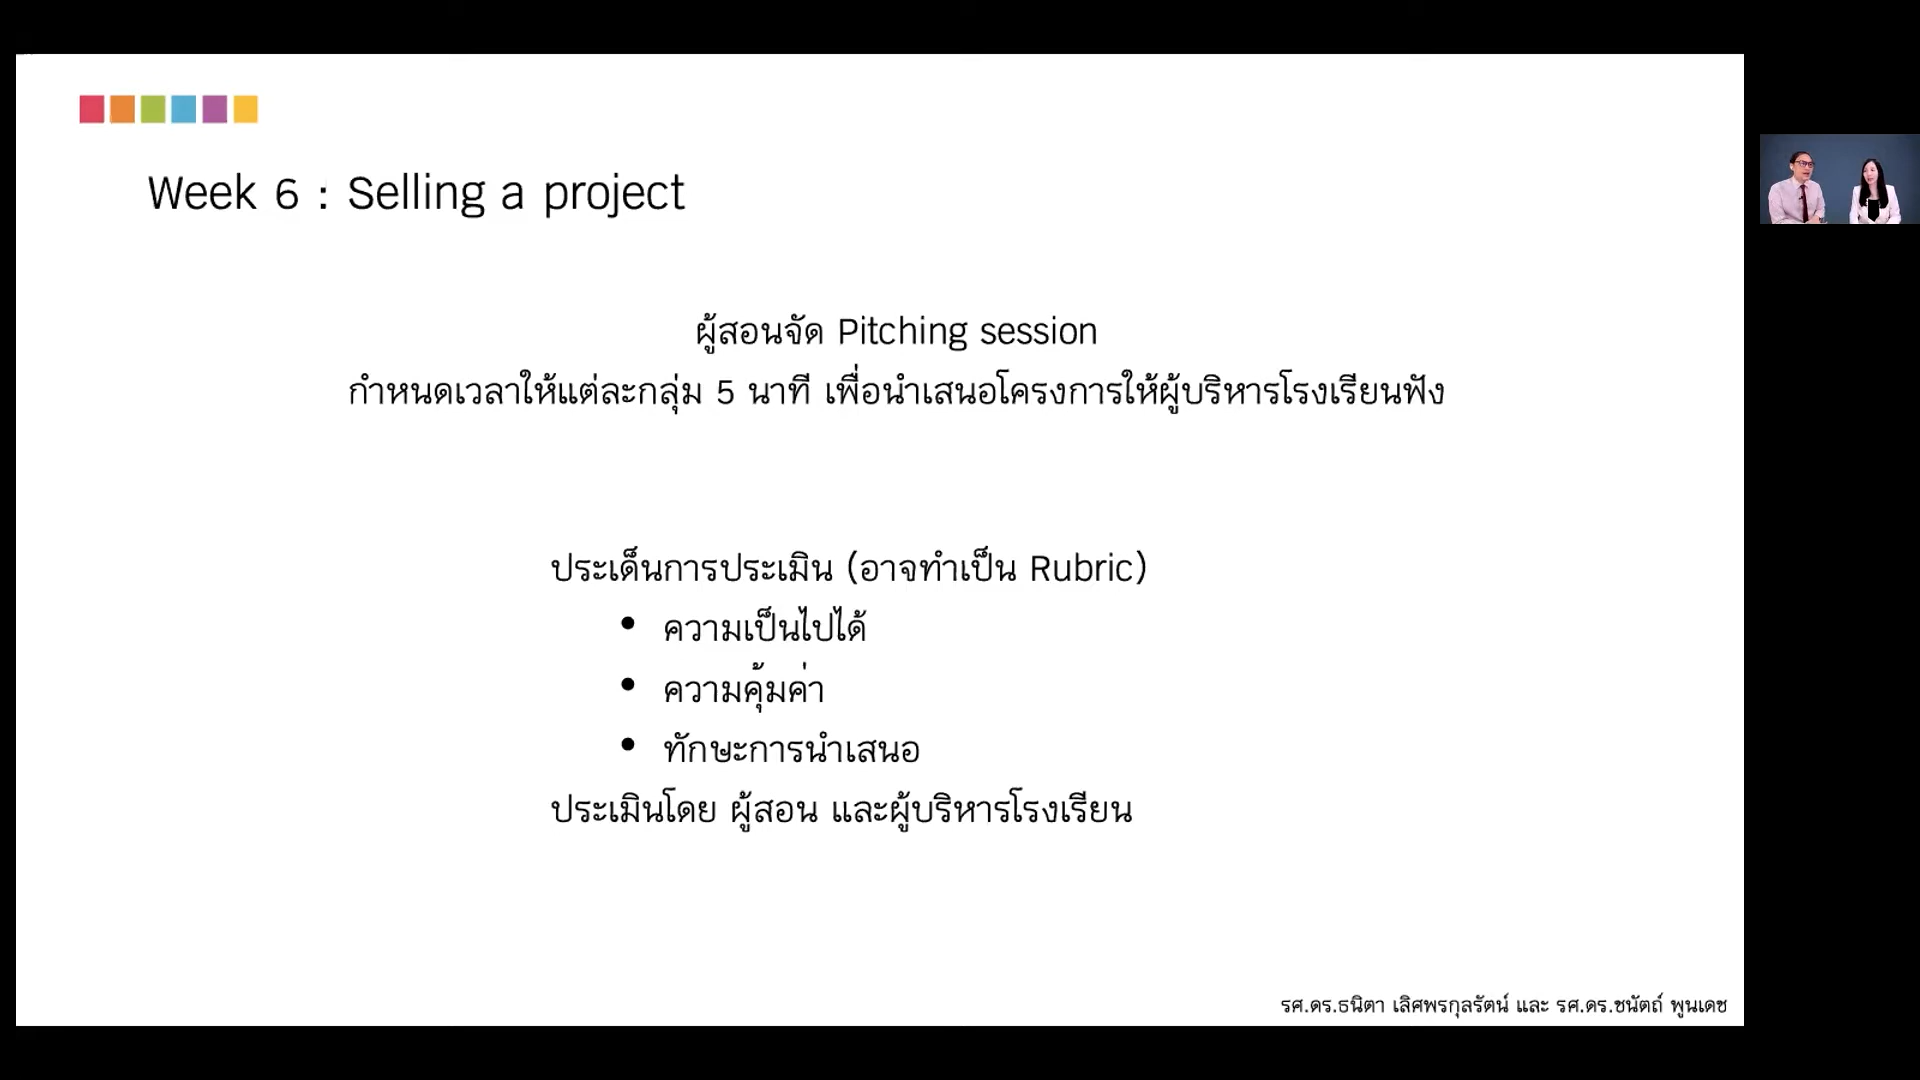 Week 6 : Selling a project
ผู้สอนจัด Pitching session
กำหนดเวลาให้แต่ละกลุ่ม 5 นาที เพื่อนำเสนอโครงการให้ผู้บริหารโรงเรียนฟัง
ประเด็นการประเมิน (อาจทำเป็น Rubric)
• ความเป็นไปได้
• ความคุ้มค่า
• ทักษะการนำเสนอ
ประเมินโดย ผู้สอน และผู้บริหารโรงเรียน
รศ.ดร.ธนิตา เลิศพรกุลรัตน์ และ รศ.ดร.ชนัตถ์ พูนเดช